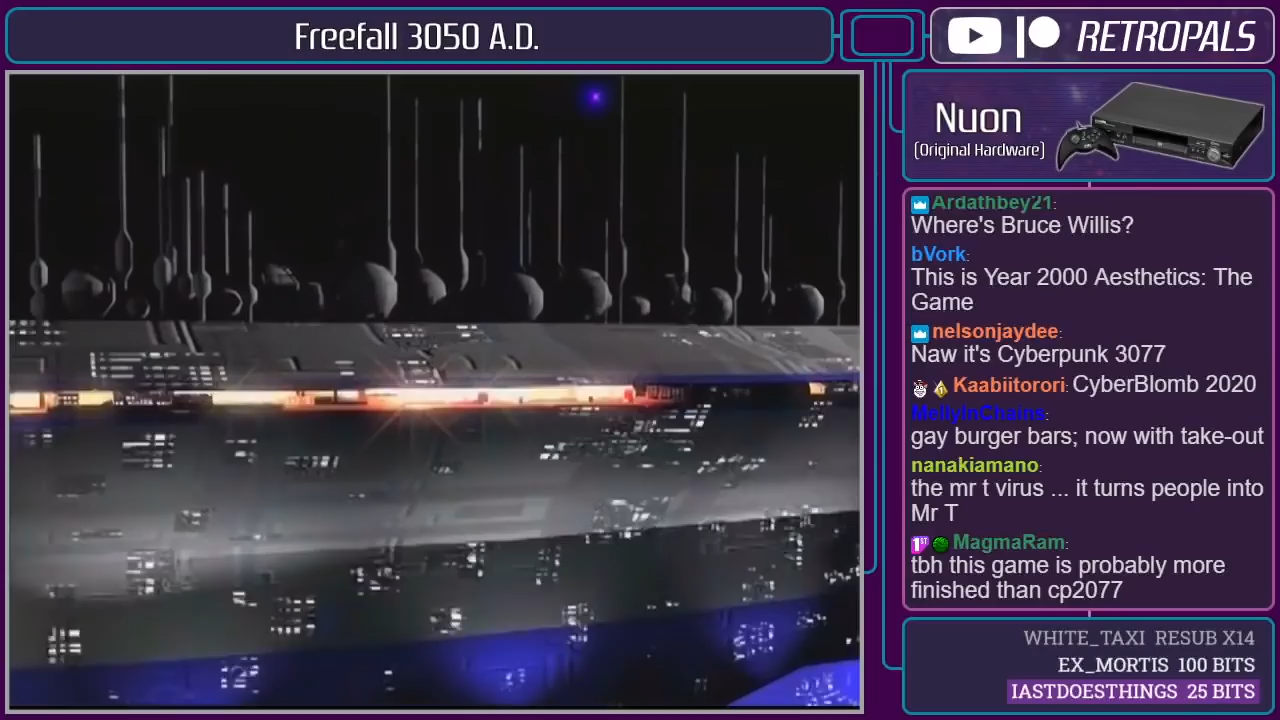 Freefall 3050 A.D.
RETROPALS
Nuon
(Original Hardware)
Ardathbey21:
Where's Bruce Willis?
bVork:
This is Year 2000 Aesthetics: The
Game
nelsonjaydee:
Naw it's Cyberpunk 3077
Kaabiitorori: CyberBlomb 2020
MellyInChains:
gay burger bars; now with take-out
nanakiamano:
the mr t virus ... it turns people into
Mr T
1ST MagmaRam:
tbh this game is probably more
finished than cp2077
WHITE_TAXI RESUB X14
EX_MORTIS 100 BITS
IASTDOESTHINGS 25 BITS